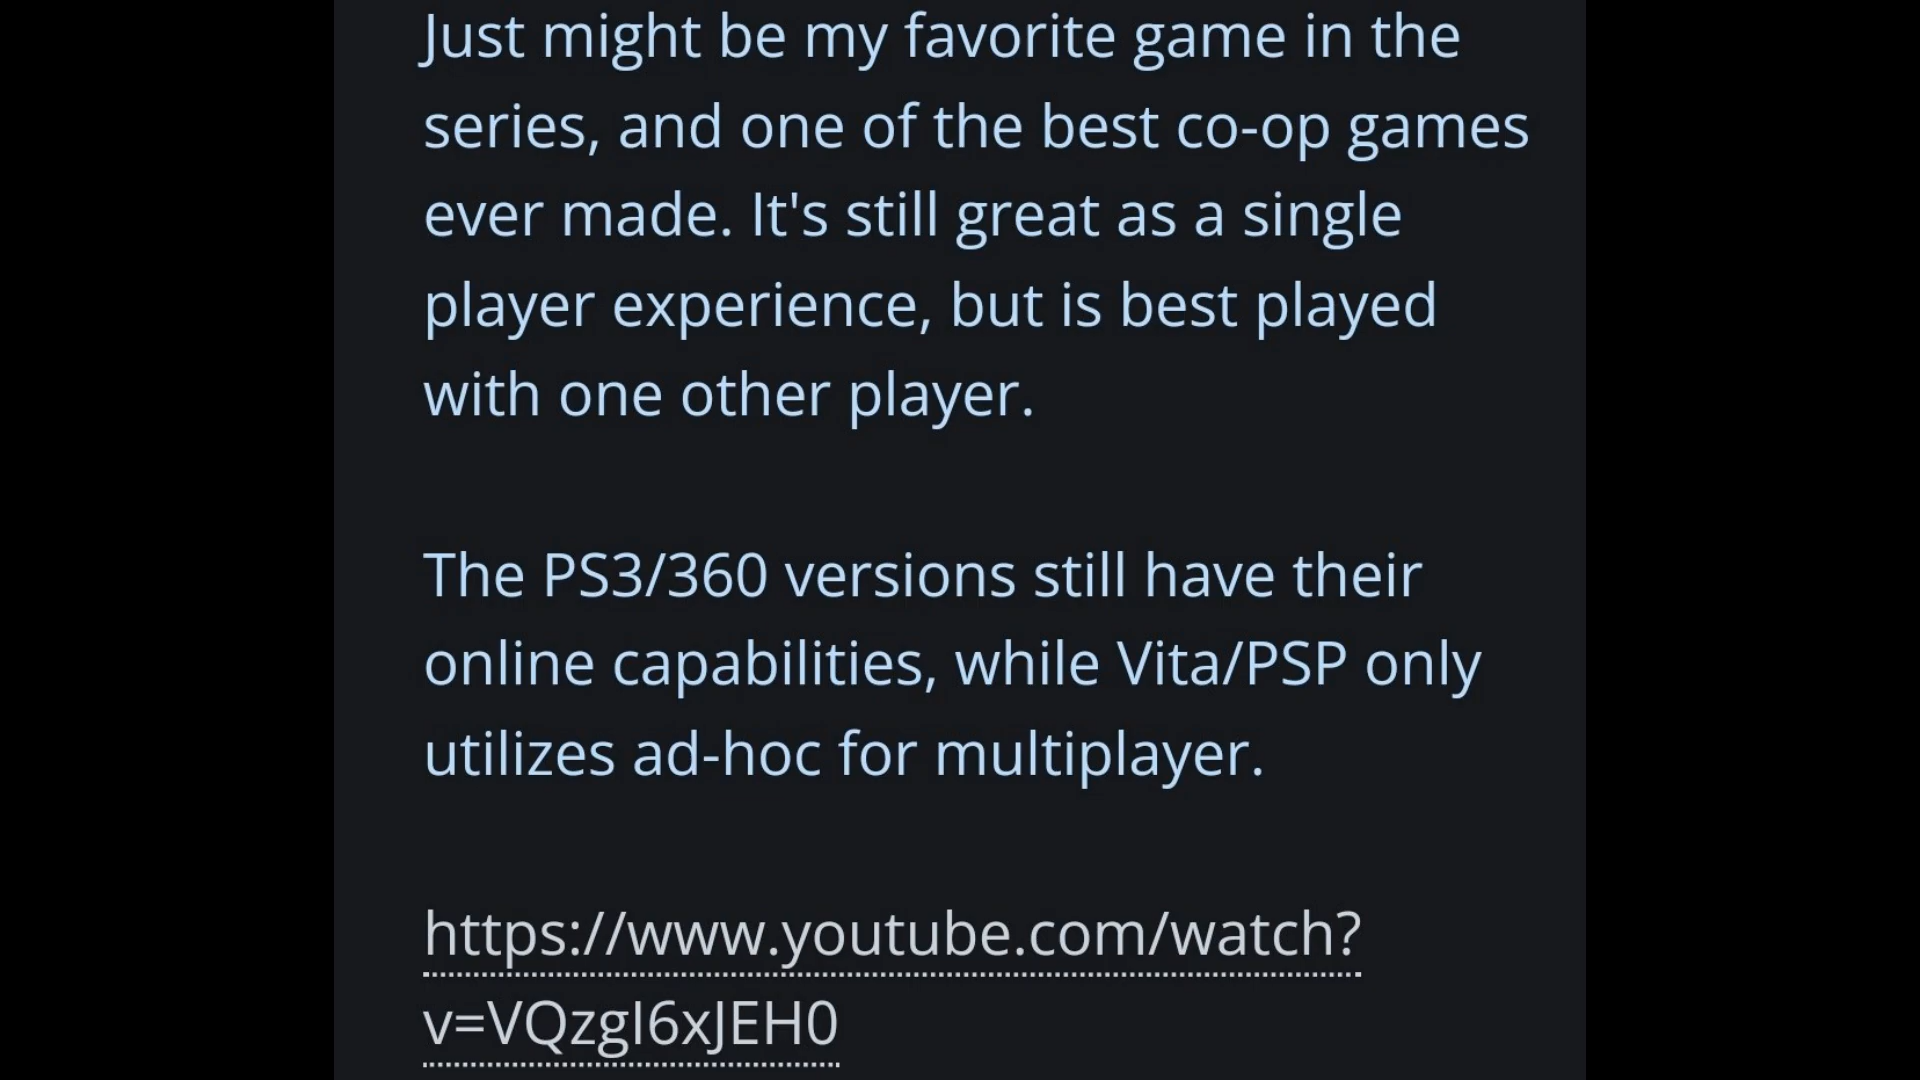 Just might be my favorite game in the
series, and one of the best co-op games
ever made. It's still great as a single
player experience, but is best played
with one other player.
The PS3/360 versions still have their
online capabilities, while Vita/PSP only
utilizes ad-hoc for multiplayer.
https://www.youtube.com/watch?
v=VQzgI6xJEH0